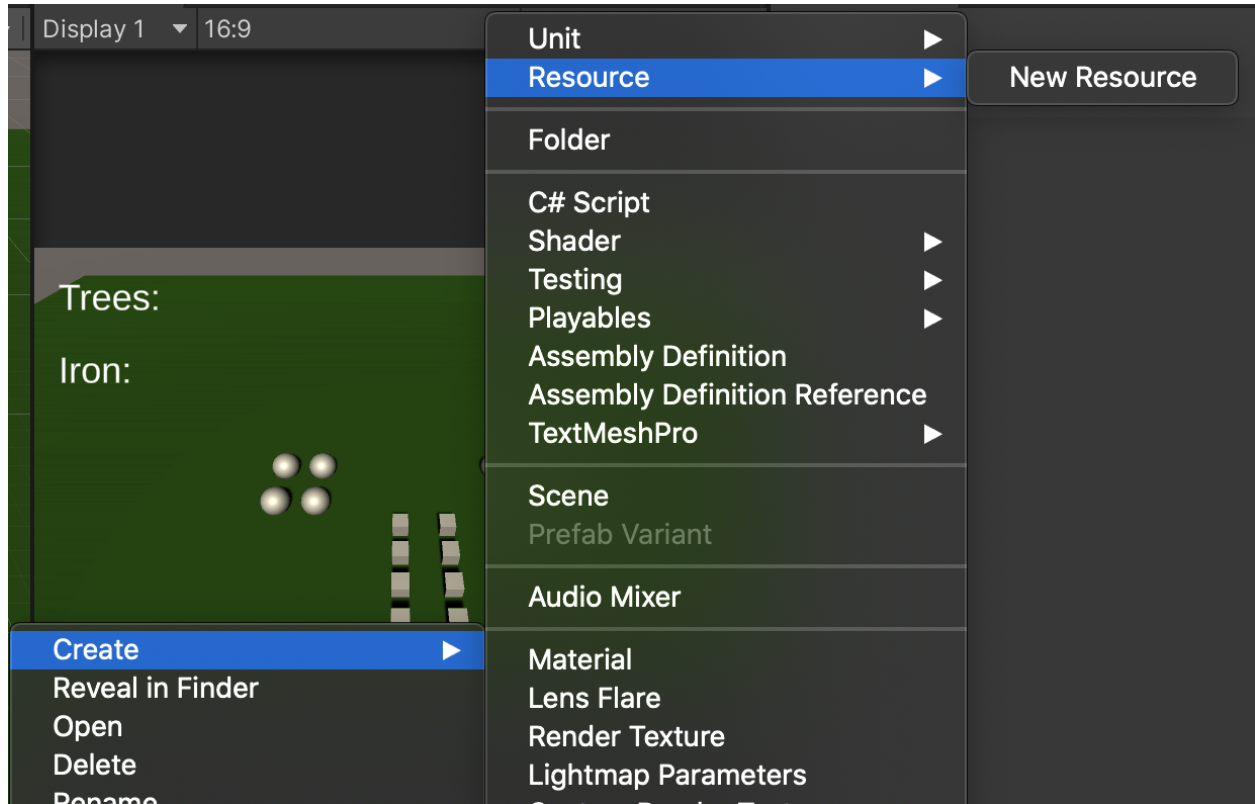 Display 1
16:9
Trees:
Iron:
Create
Reveal in Finder
Open
Delete
Rename
Unit
Resource
Folder
C# Script
Shader
Testing
Playables
Assembly Definition
Assembly Definition Reference
TextMeshPro
Scene
Prefab Variant
Audio Mixer
Material
Lens Flare
Render Texture
Lightmap Parameters
New Resource